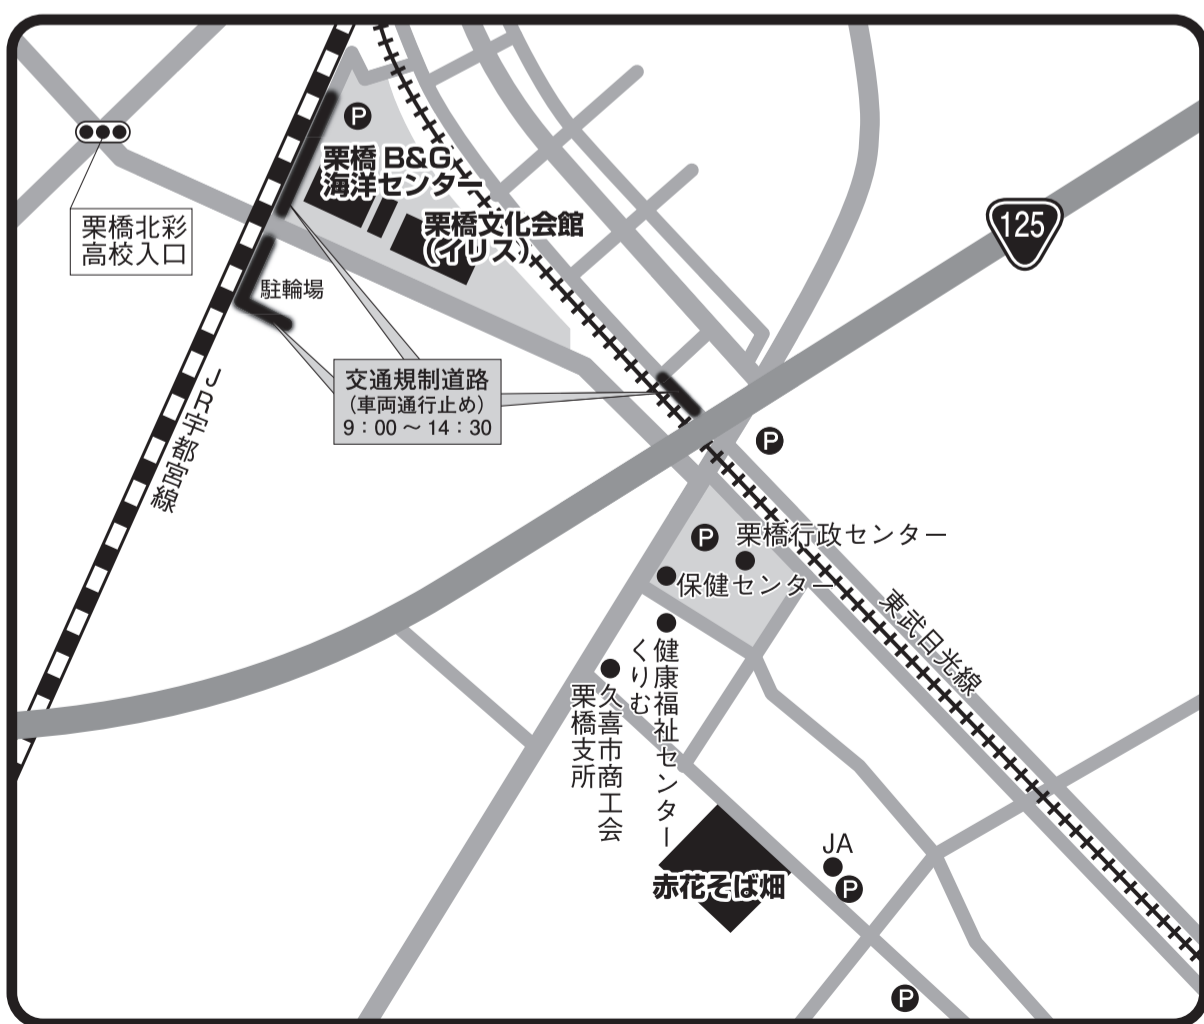 P
栗橋 B&G
海洋センター
栗橋文化会館
(イリス)
栗橋北彩
高校入口
125
駐輪場
交通規制道路
(車両通行止め)
9：00 ～ 14：30
JR宇都宮線
P
P
栗橋行政センター
保健センター
東武日光線
健康福祉センター
くりむ
久喜市商工会
栗橋支所
赤花そば畑
JA
P
P